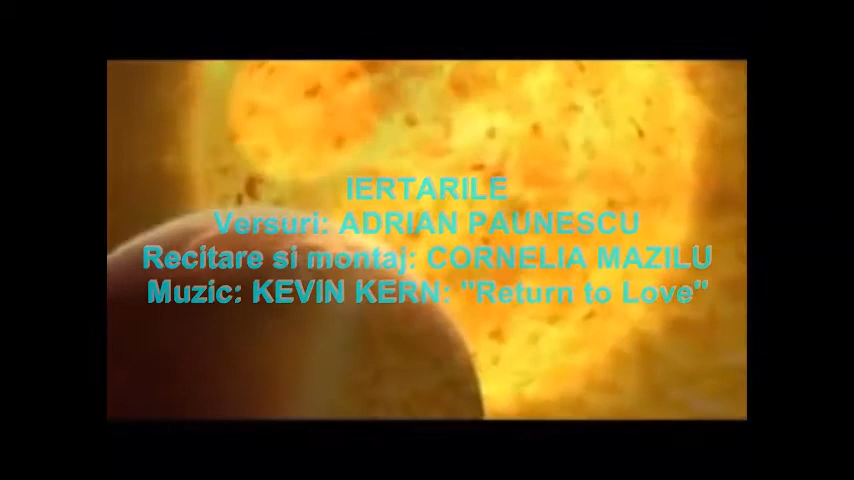 IERTARILE
Versuri: ADRIAN PAUNESCU
Recitare si montaj: CORNELIA MAZILU
Muzic: KEVIN KERN: "Return to Love"